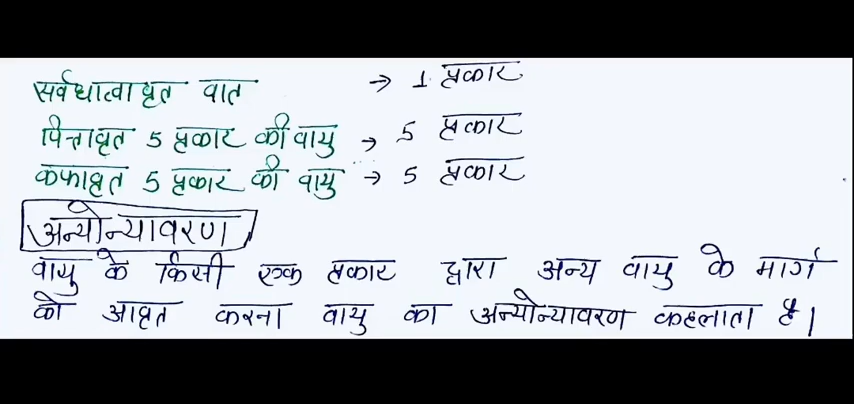 सर्वधात्वावृत वात → 1 प्रकार
पित्तावृत 5 प्रकार की वायु → 5 प्रकार
कफावृत 5 प्रकार की वायु → 5 प्रकार
अन्योन्यावरण
वायु के किसी एक प्रकार द्वारा अन्य वायु के मार्ग
को आवृत करना वायु का अन्योन्यावरण कहलाता है।